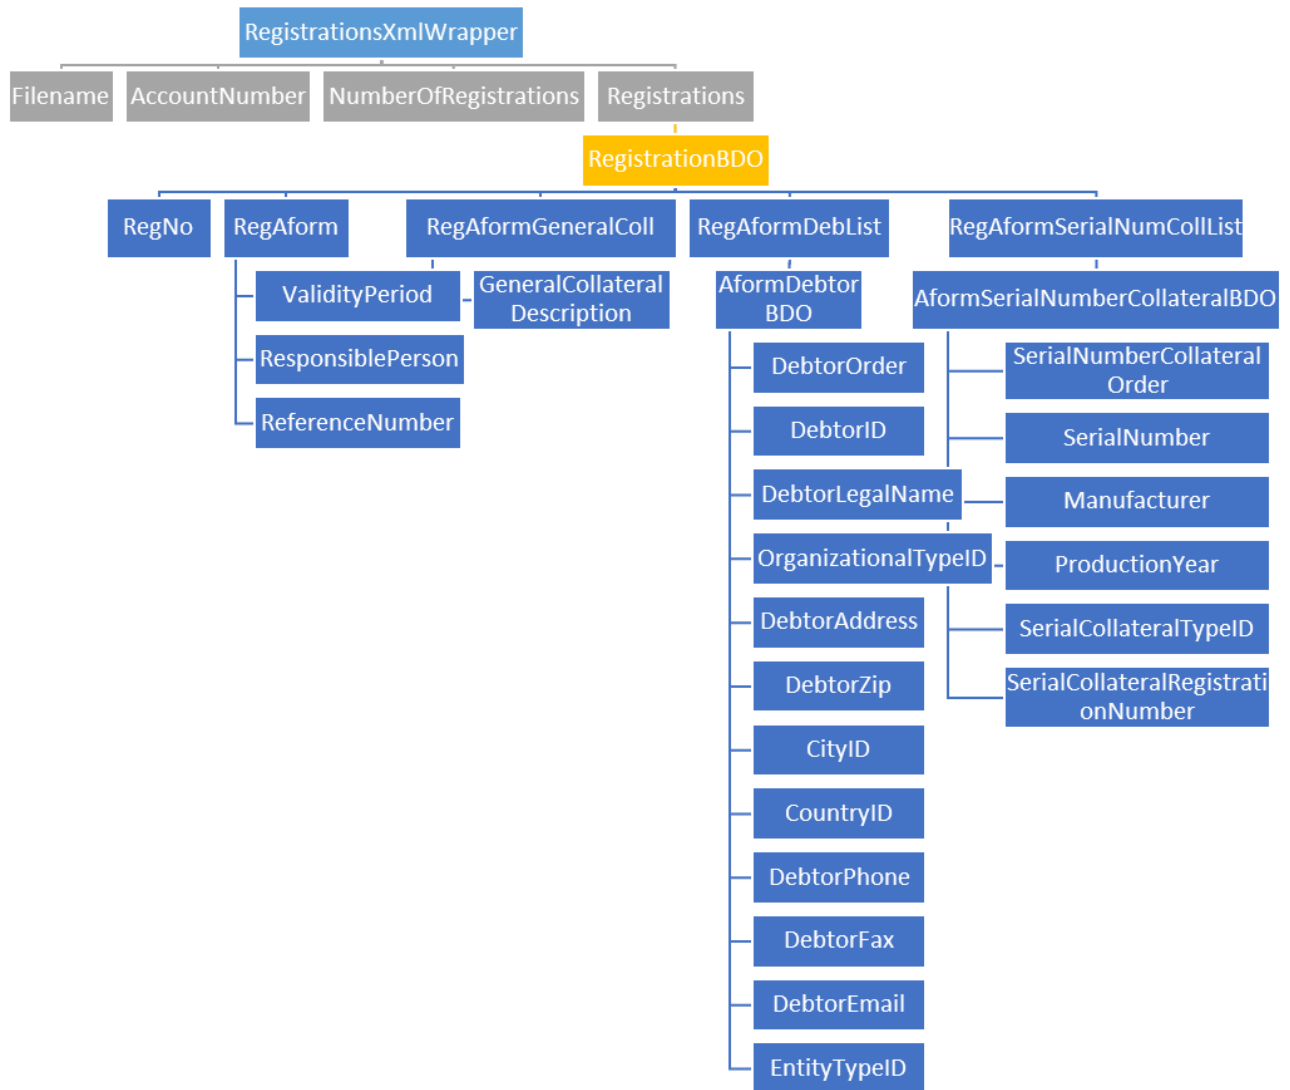 RegistrationsXmlWrapper
Filename
AccountNumber
NumberOfRegistrations
Registrations
RegistrationBDO
RegNo
RegAform
RegAformGeneralColl
RegAformDebList
RegAformSerialNumCollList
ValidityPeriod
ResponsiblePerson
ReferenceNumber
GeneralCollateral
Description
AformDebtor
BDO
DebtorOrder
DebtorID
DebtorLegalName
OrganizationalTypeID
DebtorAddress
DebtorZip
CityID
CountryID
DebtorPhone
DebtorFax
DebtorEmail
EntityTypeID
AformSerialNumberCollateralBDO
SerialNumberCollateral
Order
SerialNumber
Manufacturer
ProductionYear
SerialCollateralTypeID
SerialCollateralRegistrati
onNumber